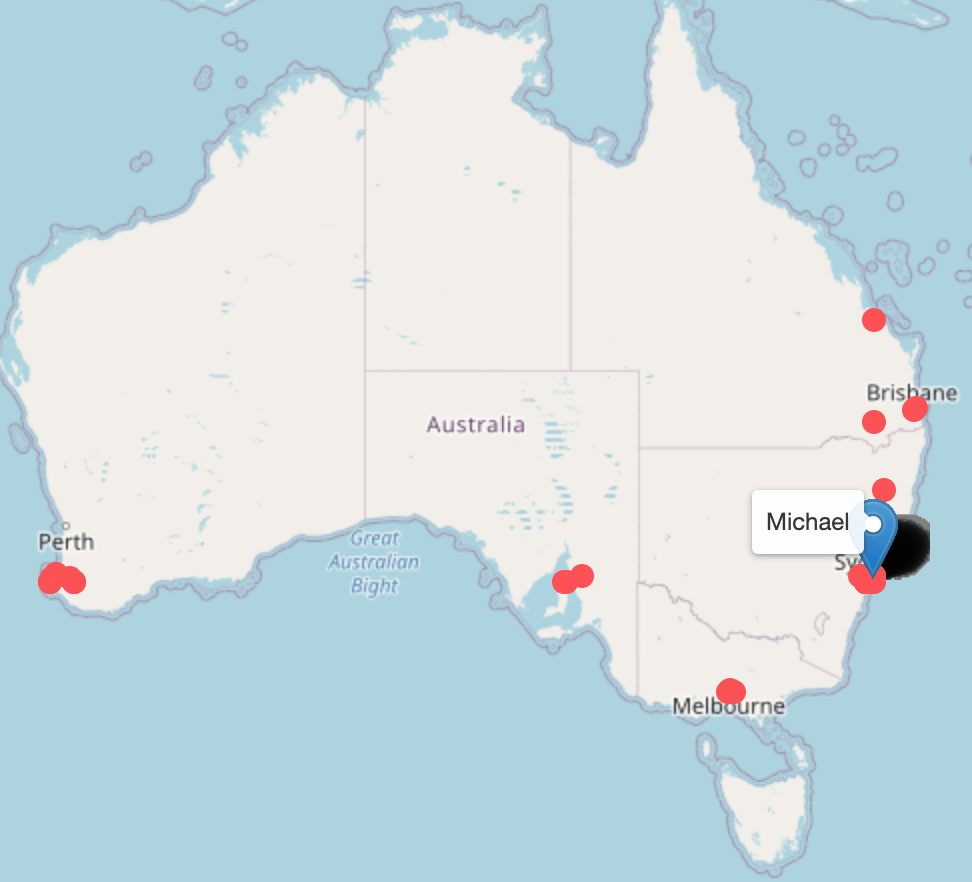 Brisbane
Australia
Michael
Perth
Great
Australian
Bight
Melbourne